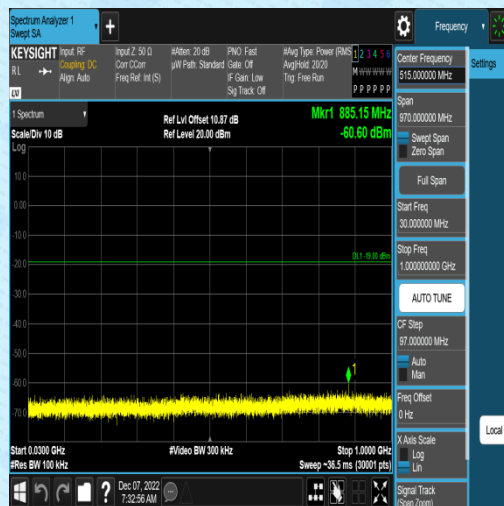 Spectrum Analyzer 1
Swept SA
+
Frequency
KEYSIGHT
R L
LXI
Input: RF
Coupling: DC
Align: Auto
Input Z: 50 Ω
Corr CCorr
Freq Ref: Int (S)
#Atten: 20 dB
µW Path: Standard
PNO: Fast
Gate: Off
IF Gain: Low
Sig Track: Off
#Avg Type: Power (RMS)
Avg|Hold: 20/20
Trig: Free Run
1 2 3 4 5 6
M W W W W W
P P P P P P
1 Spectrum
Scale/Div 10 dB
Ref Lvl Offset 10.87 dB
Ref Level 20.00 dBm
Mkr1 885.15 MHz
-60.60 dBm
Log
10.0
0.00
-10.0
-20.0
-30.0
-40.0
-50.0
-60.0
-70.0
DL1 -19.00 dBm
1
Start 0.0300 GHz
#Res BW 100 kHz
#Video BW 300 kHz
Stop 1.0000 GHz
Sweep ~36.5 ms (30001 pts)
Dec 07, 2022
7:32:56 AM
Center Frequency
515.000000 MHz
Span
970.000000 MHz
Swept Span
Zero Span
Full Span
Start Freq
30.000000 MHz
Stop Freq
1.000000000 GHz
AUTO TUNE
CF Step
97.000000 MHz
Auto
Man
Freq Offset
0 Hz
X Axis Scale
Log
Lin
Signal Track
(Span Zoom)
Settings
Local